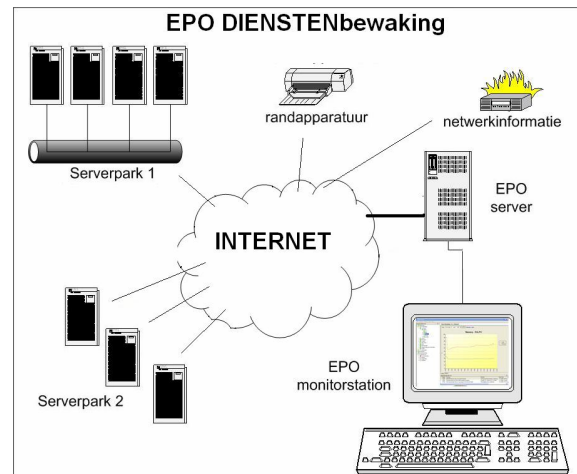 EPO DIENSTENbewaking
randapparatuur
netwerkinformatie
Serverpark 1
EPO
server
INTERNET
EPO
monitorstation
Serverpark 2